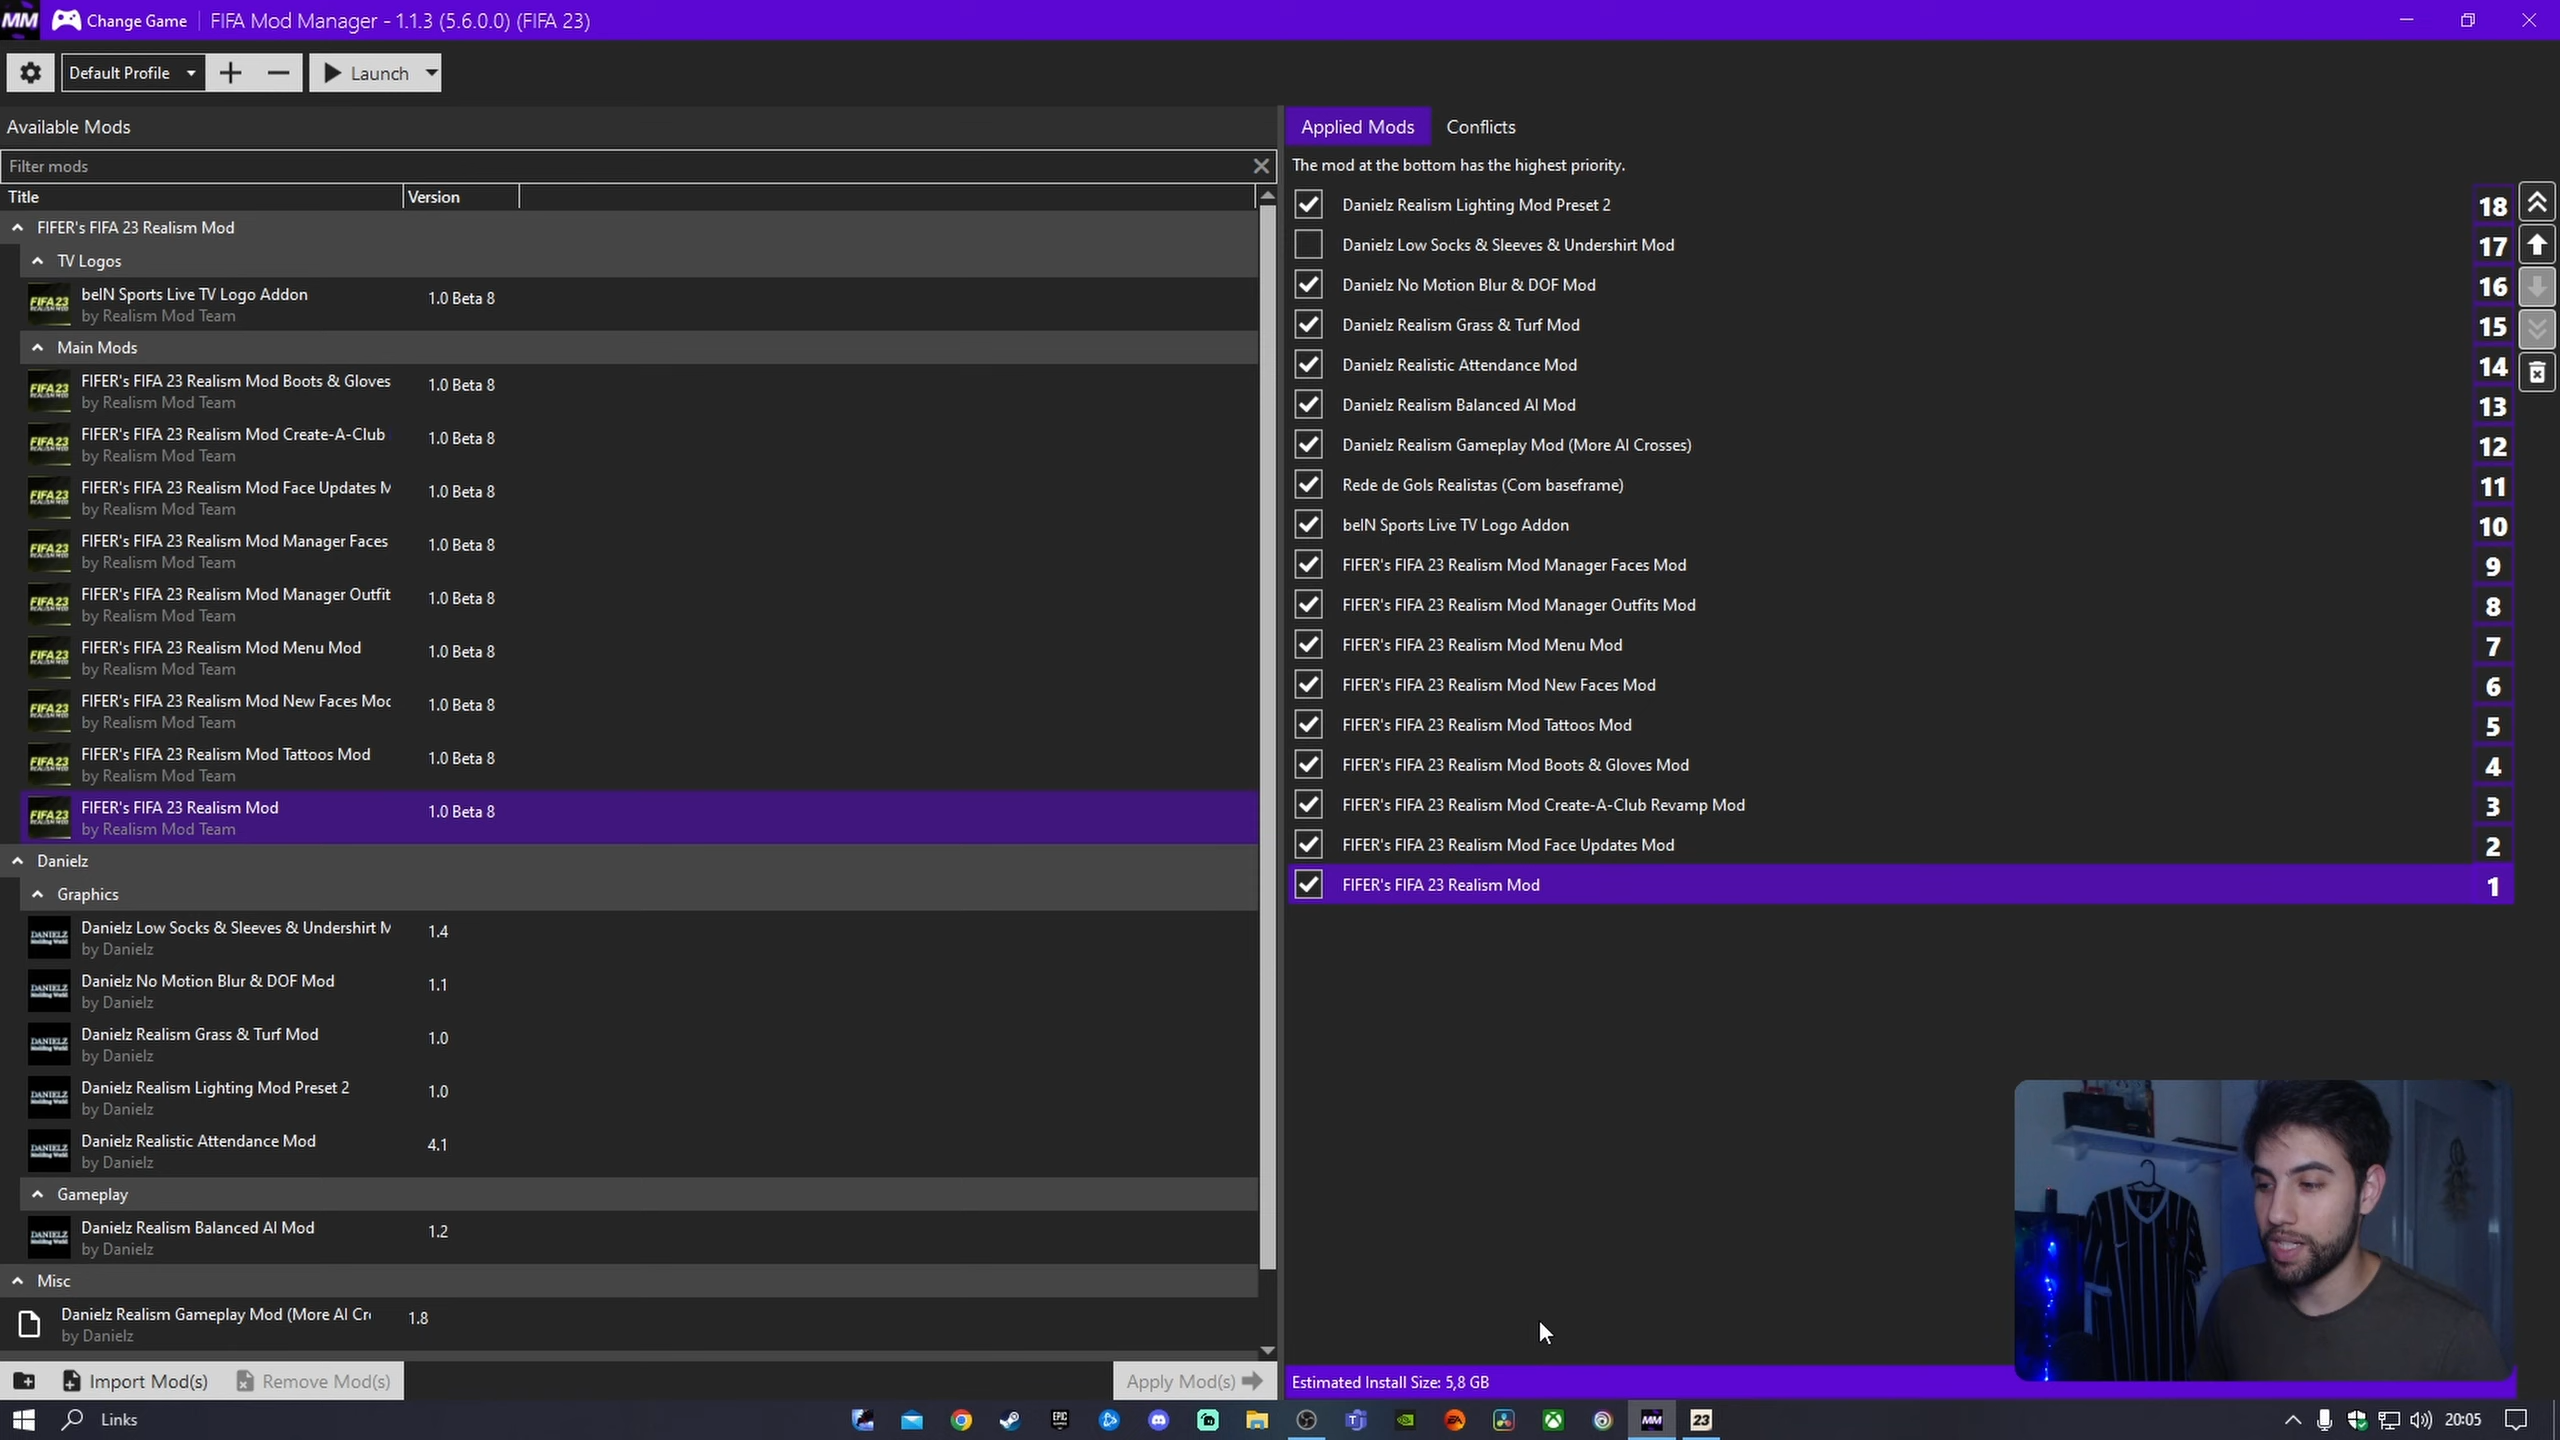 MM Change Game FIFA Mod Manager - 1.1.3 (5.6.0.0) (FIFA 23)
Default Profile Launch
Available Mods
Filter mods
Title Version
FIFER's FIFA 23 Realism Mod
TV Logos
beIN Sports Live TV Logo Addon 1.0 Beta 8
by Realism Mod Team
Main Mods
FIFER's FIFA 23 Realism Mod Boots & Gloves 1.0 Beta 8
by Realism Mod Team
FIFER's FIFA 23 Realism Mod Create-A-Club 1.0 Beta 8
by Realism Mod Team
FIFER's FIFA 23 Realism Mod Face Updates M 1.0 Beta 8
by Realism Mod Team
FIFER's FIFA 23 Realism Mod Manager Faces 1.0 Beta 8
by Realism Mod Team
FIFER's FIFA 23 Realism Mod Manager Outfit 1.0 Beta 8
by Realism Mod Team
FIFER's FIFA 23 Realism Mod Menu Mod 1.0 Beta 8
by Realism Mod Team
FIFER's FIFA 23 Realism Mod New Faces Moc 1.0 Beta 8
by Realism Mod Team
FIFER's FIFA 23 Realism Mod Tattoos Mod 1.0 Beta 8
by Realism Mod Team
FIFER's FIFA 23 Realism Mod 1.0 Beta 8
by Realism Mod Team
Danielz
Graphics
Danielz Low Socks & Sleeves & Undershirt M 1.4
by Danielz
Danielz No Motion Blur & DOF Mod 1.1
by Danielz
Danielz Realism Grass & Turf Mod 1.0
by Danielz
Danielz Realism Lighting Mod Preset 2 1.0
by Danielz
Danielz Realistic Attendance Mod 4.1
by Danielz
Gameplay
Danielz Realism Balanced AI Mod 1.2
by Danielz
Misc
Danielz Realism Gameplay Mod (More AI Cr 1.8
by Danielz
Import Mod(s) Remove Mod(s) Apply Mod(s)
Applied Mods Conflicts
The mod at the bottom has the highest priority.
Danielz Realism Lighting Mod Preset 2 18
Danielz Low Socks & Sleeves & Undershirt Mod 17
Danielz No Motion Blur & DOF Mod 16
Danielz Realism Grass & Turf Mod 15
Danielz Realistic Attendance Mod 14
Danielz Realism Balanced AI Mod 13
Danielz Realism Gameplay Mod (More AI Crosses) 12
Rede de Gols Realistas (Com baseframe) 11
beIN Sports Live TV Logo Addon 10
FIFER's FIFA 23 Realism Mod Manager Faces Mod 9
FIFER's FIFA 23 Realism Mod Manager Outfits Mod 8
FIFER's FIFA 23 Realism Mod Menu Mod 7
FIFER's FIFA 23 Realism Mod New Faces Mod 6
FIFER's FIFA 23 Realism Mod Tattoos Mod 5
FIFER's FIFA 23 Realism Mod Boots & Gloves Mod 4
FIFER's FIFA 23 Realism Mod Create-A-Club Revamp Mod 3
FIFER's FIFA 23 Realism Mod Face Updates Mod 2
FIFER's FIFA 23 Realism Mod 1
Estimated Install Size: 5,8 GB
Links EPIC MM 23 20:05